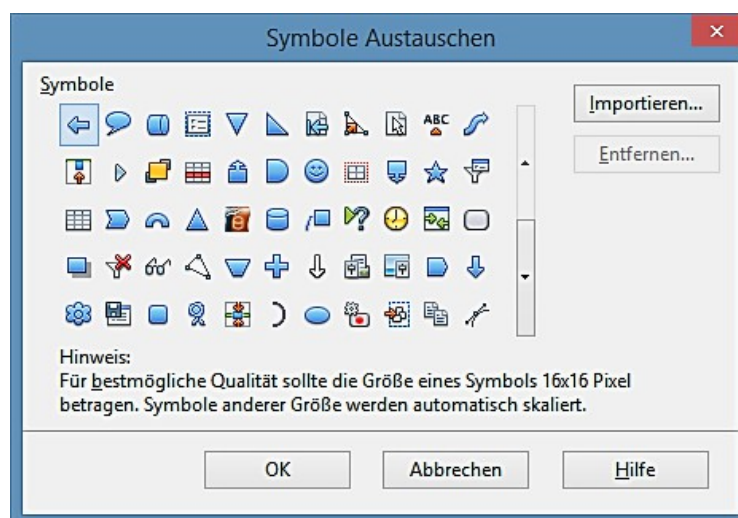 Symbole Austauschen
Symbole
ABC
Importieren...
Entfernen...
Hinweis:
Für bestmögliche Qualität sollte die Größe eines Symbols 16x16 Pixel
betragen. Symbole anderer Größe werden automatisch skaliert.
OK
Abbrechen
Hilfe